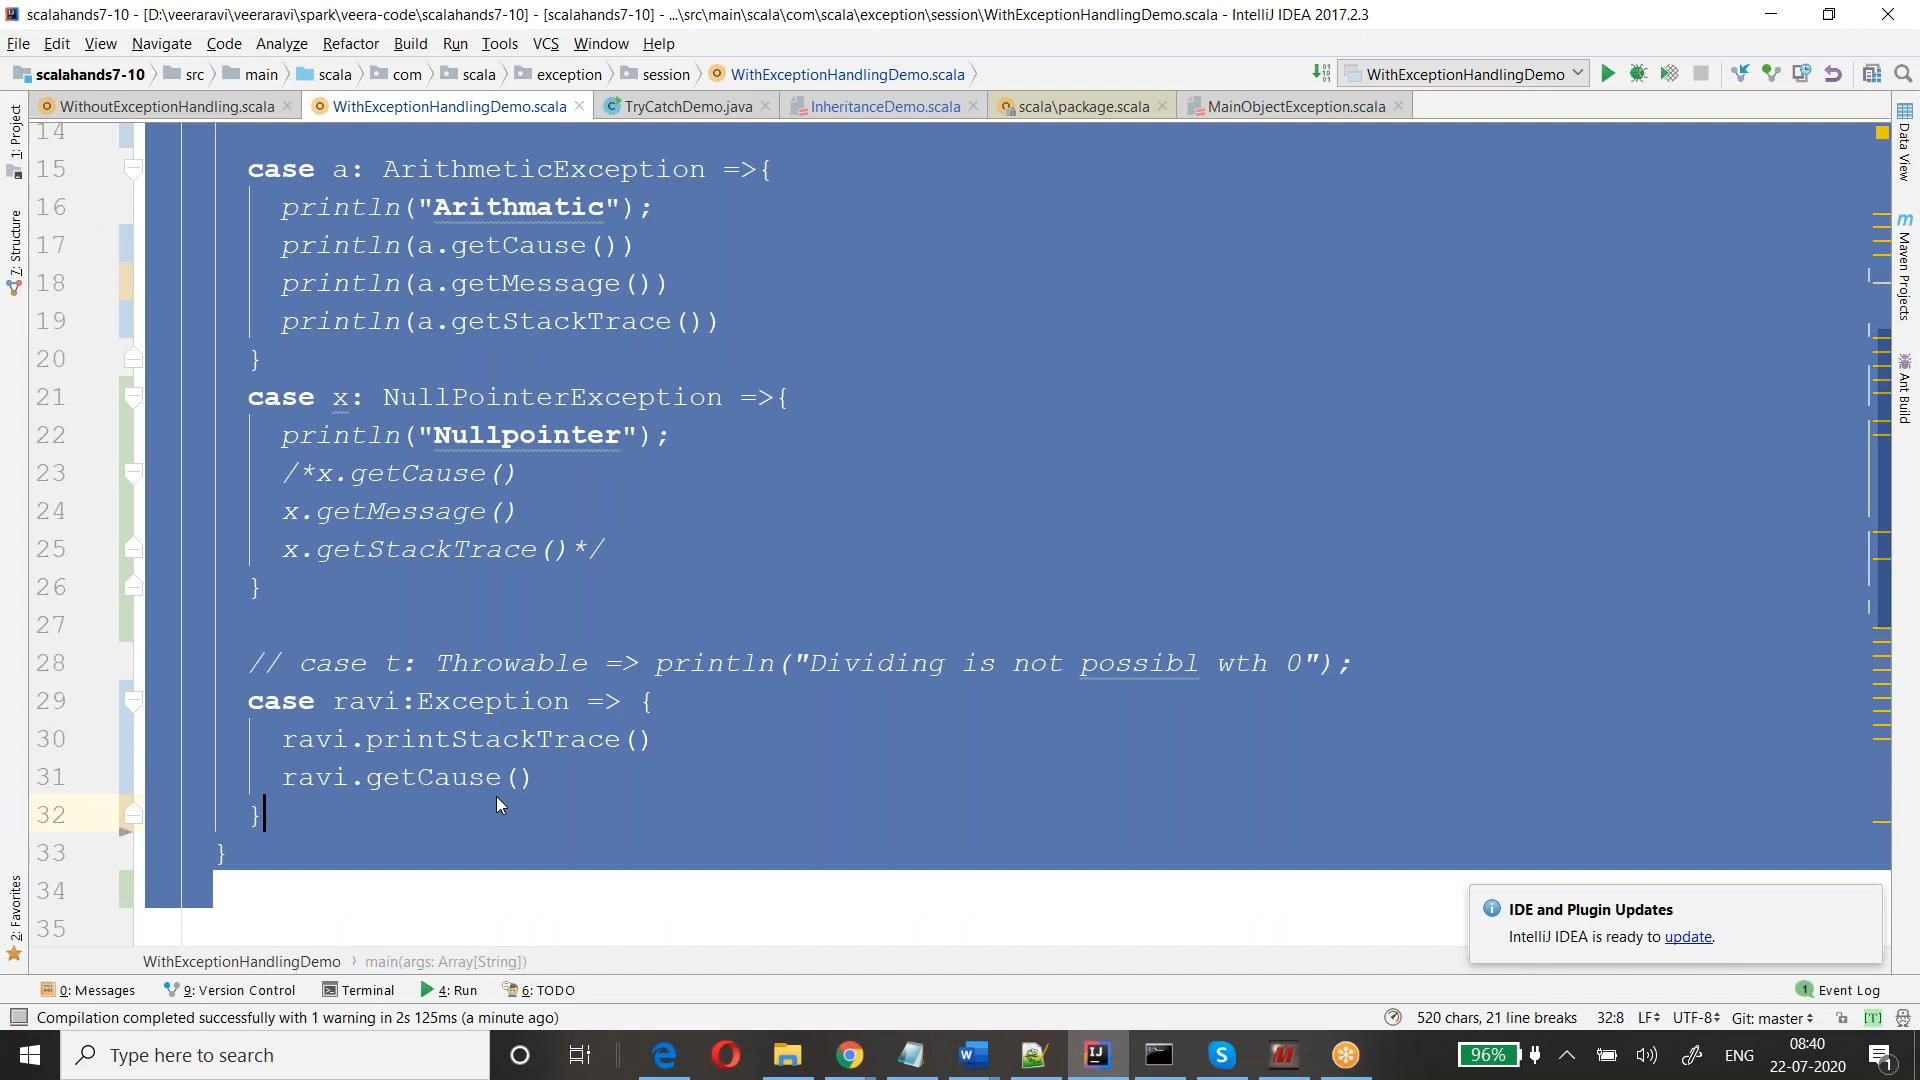 scalahands7-10 - [D:\veeraravi\veeraravi\spark\veera-code\scalahands7-10] - [scalahands7-10] - ...\src\main\scala\com\scala\exception\session\WithExceptionHandlingDemo.scala - IntelliJ IDEA 2017.2.3
File Edit View Navigate Code Analyze Refactor Build Run Tools VCS Window Help
scalahands7-10 src main scala com scala exception session WithExceptionHandlingDemo.scala WithExceptionHandlingDemo
WithoutExceptionHandling.scala WithExceptionHandlingDemo.scala TryCatchDemo.java InheritanceDemo.scala scala\package.scala MainObjectException.scala
1: Project
7: Structure
2: Favorites
Data View
Maven Projects
Ant Build
14
15 case a: ArithmeticException =>{
16 println("Arithmatic");
17 println(a.getCause())
18 println(a.getMessage())
19 println(a.getStackTrace())
20 }
21 case x: NullPointerException =>{
22 println("Nullpointer");
23 /*x.getCause()
24 x.getMessage()
25 x.getStackTrace()*/
26 }
27
28 // case t: Throwable => println("Dividing is not possibl wth 0");
29 case ravi:Exception => {
30 ravi.printStackTrace()
31 ravi.getCause()
32 }
33 }
34
35
IDE and Plugin Updates
IntelliJ IDEA is ready to update.
WithExceptionHandlingDemo main(args: Array[String])
0: Messages 9: Version Control Terminal 4: Run 6: TODO 1 Event Log
Compilation completed successfully with 1 warning in 2s 125ms (a minute ago) 520 chars, 21 line breaks 32:8 LF UTF-8 Git: master [T]
Type here to search 96% ENG 08:40
22-07-2020 1